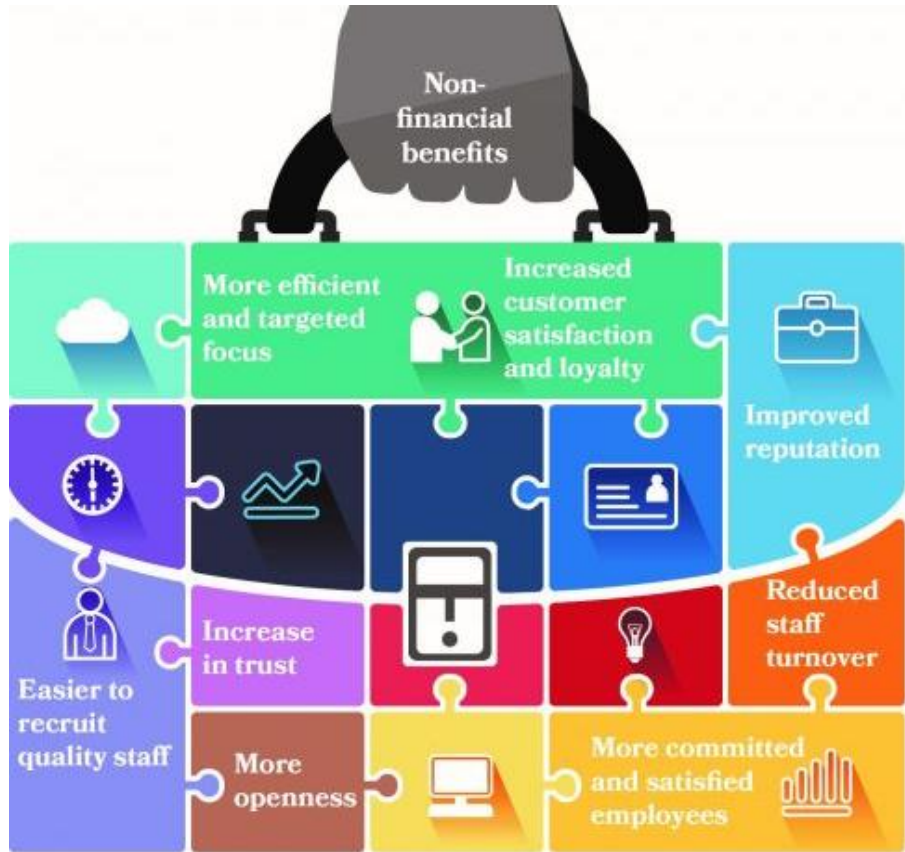 Non-
financial
benefits
More efficient
and targeted
focus
Increased
customer
satisfaction
and loyalty
Improved
reputation
Easier to
recruit
quality staff
Increase
in trust
Reduced
staff
turnover
More
openness
More committed
and satisfied
employees